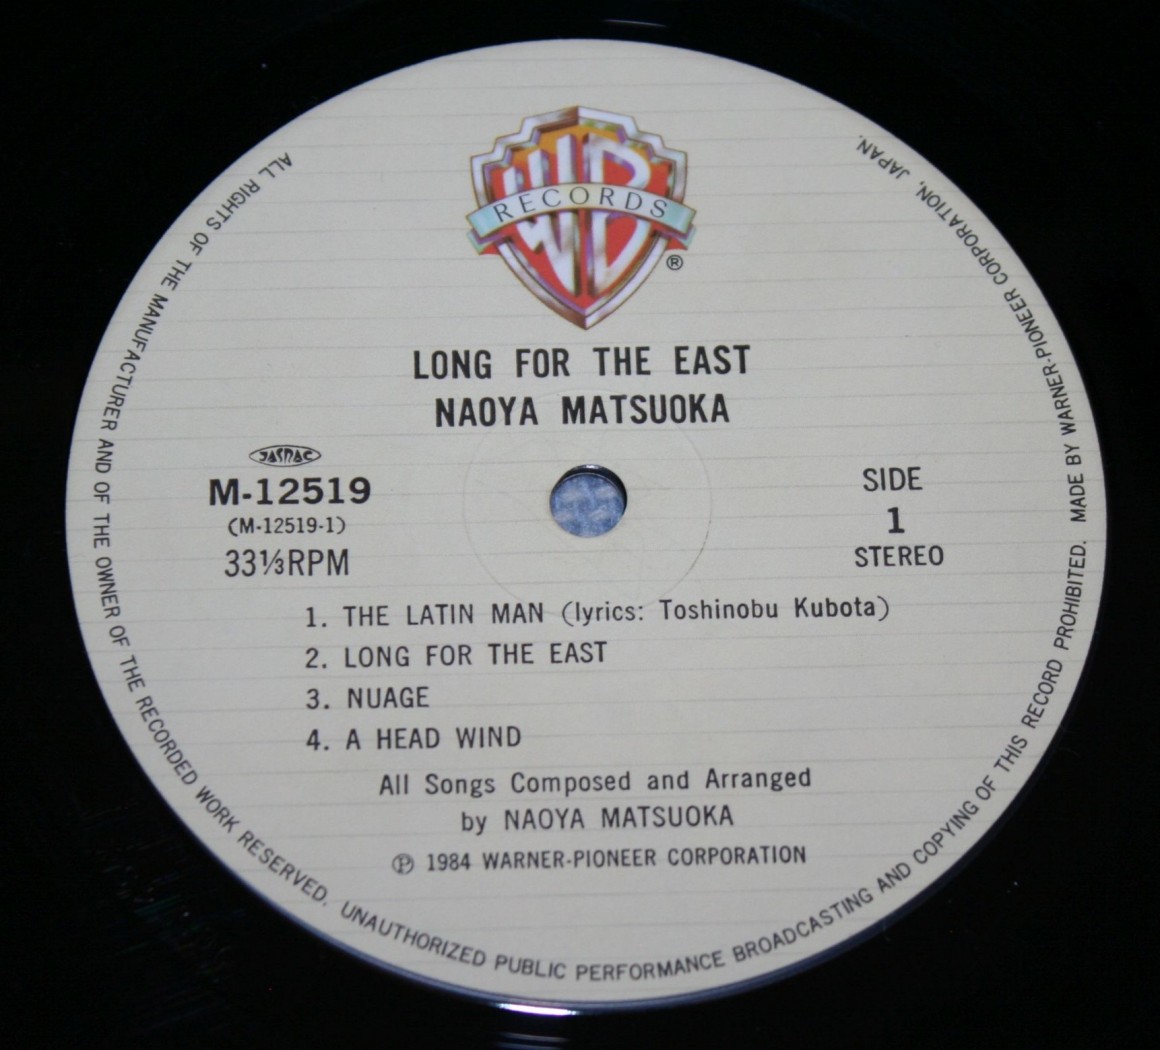 WB
RECORDS
®
LONG FOR THE EAST
NAOYA MATSUOKA
JASRAC
M-12519
(M-12519-1)
33⅓RPM
SIDE
1
STEREO
1. THE LATIN MAN (lyrics: Toshinobu Kubota)
2. LONG FOR THE EAST
3. NUAGE
4. A HEAD WIND
All Songs Composed and Arranged
by NAOYA MATSUOKA
℗ 1984 WARNER-PIONEER CORPORATION
ALL RIGHTS OF THE MANUFACTURER AND OF THE OWNER OF THE RECORDED WORK RESERVED. UNAUTHORIZED PUBLIC PERFORMANCE BROADCASTING AND COPYING OF THIS RECORD PROHIBITED. MADE BY WARNER-PIONEER CORPORATION, JAPAN.